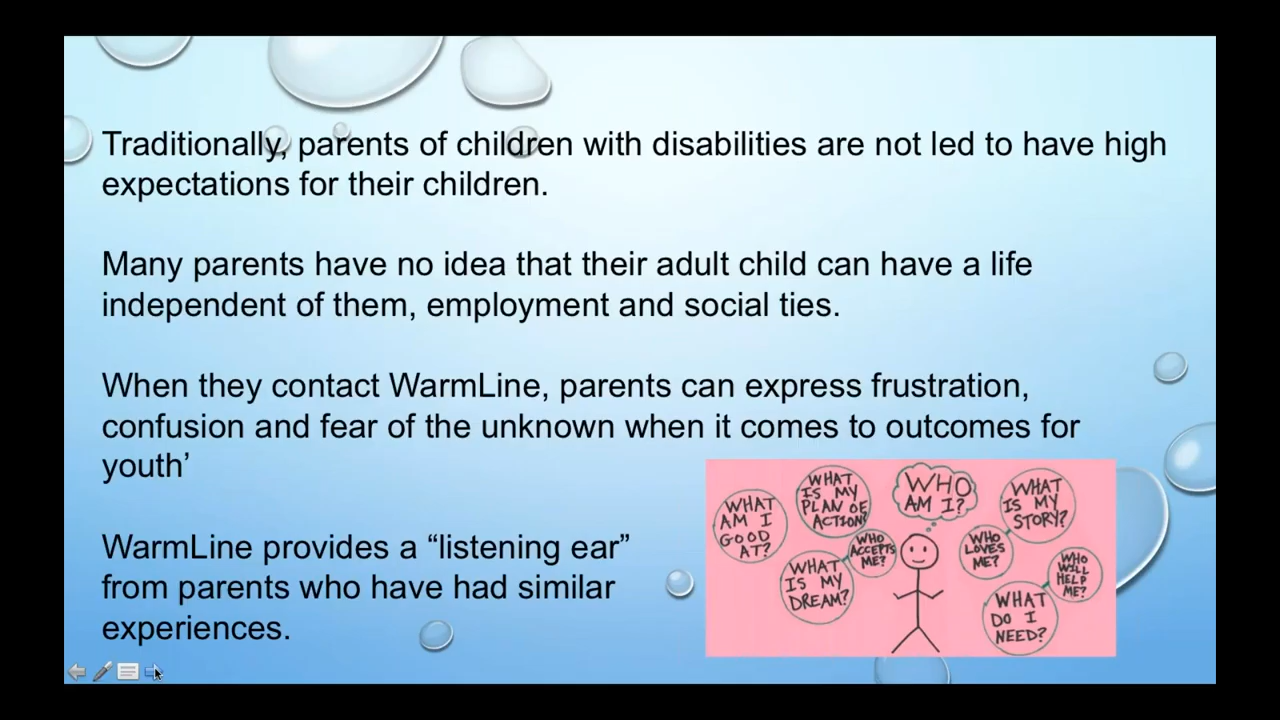 Traditionally, parents of children with disabilities are not led to have high
expectations for their children.
Many parents have no idea that their adult child can have a life
independent of them, employment and social ties.
When they contact WarmLine, parents can express frustration,
confusion and fear of the unknown when it comes to outcomes for
youth’
WarmLine provides a “listening ear”
from parents who have had similar
experiences.
WHAT
AM I
GOOD
AT?
WHAT
IS MY
PLAN OF
ACTION?
WHO
ACCEPTS
ME?
WHAT
IS MY
DREAM?
WHO
AM I?
WHO
LOVES
ME?
WHAT
IS MY
STORY?
WHO
WILL
HELP
ME?
WHAT
DO I
NEED?